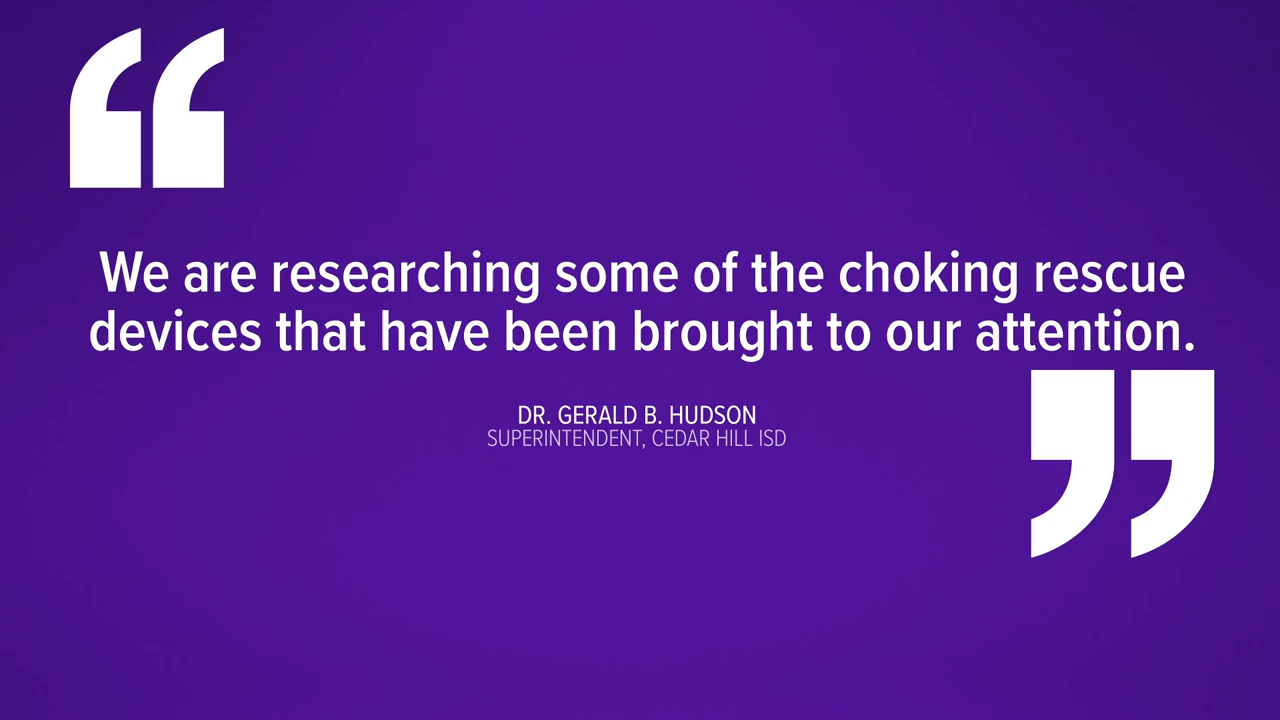 “
We are researching some of the choking rescue
devices that have been brought to our attention.
”
DR. GERALD B. HUDSON
SUPERINTENDENT, CEDAR HILL ISD